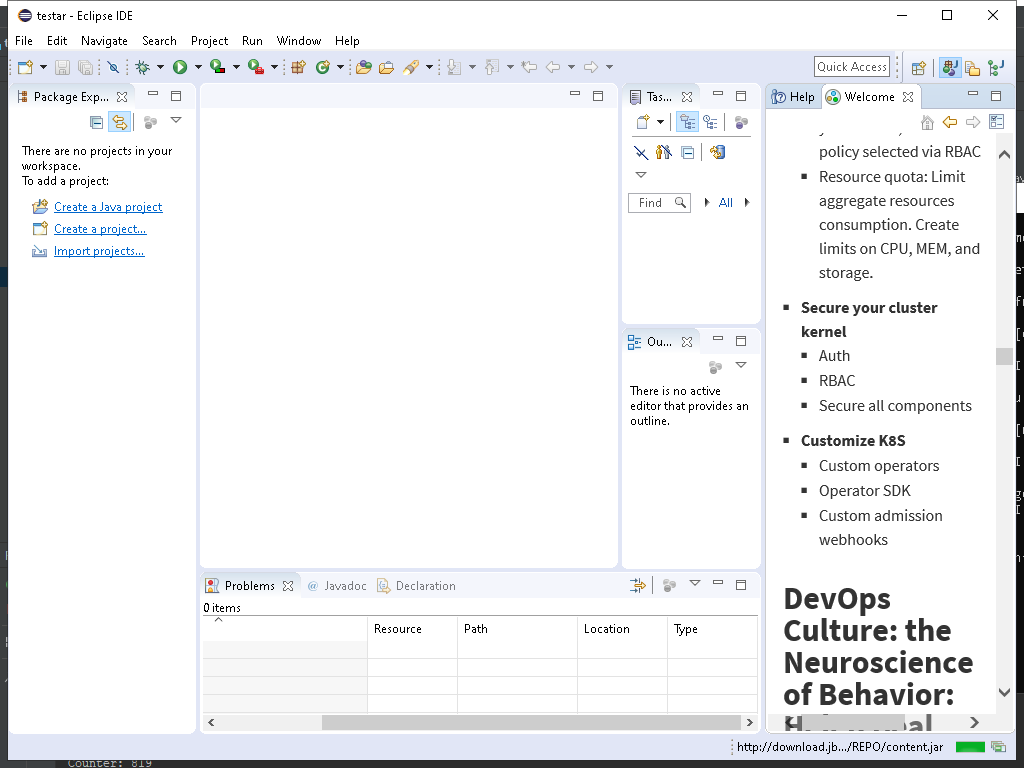 testar - Eclipse IDE
File Edit Navigate Search Project Run Window Help
Quick Access
Package Exp...
There are no projects in your
workspace.
To add a project:
Create a Java project
Create a project...
Import projects...
Tas...
Find
All
Ou...
There is no active
editor that provides an
outline.
Help
Welcome
policy selected via RBAC
Resource quota: Limit
aggregate resources
consumption. Create
limits on CPU, MEM, and
storage.
Secure your cluster
kernel
Auth
RBAC
Secure all components
Customize K8S
Custom operators
Operator SDK
Custom admission
webhooks
DevOps
Culture: the
Neuroscience
of Behavior:
Problems
@ Javadoc
Declaration
0 items
Resource Path Location Type
http://download.jb.../REPO/content.jar
Counter: 819